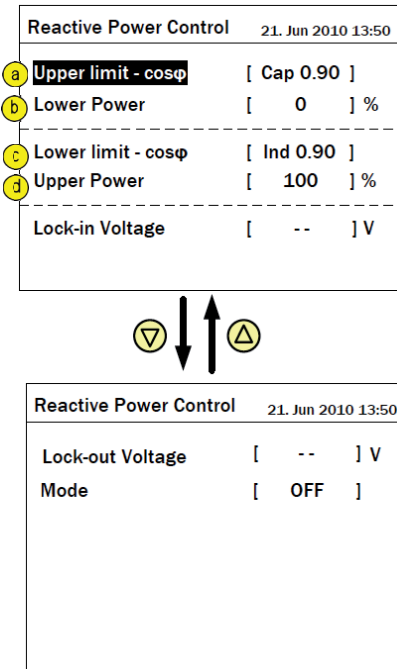 Reactive Power Control 21. Jun 2010 13:50
a Upper limit - cosφ [ Cap 0.90 ]
b Lower Power [ 0 ] %
c Lower limit - cosφ [ Ind 0.90 ]
d Upper Power [ 100 ] %
Lock-in Voltage [ - - ] V
Reactive Power Control 21. Jun 2010 13:50
Lock-out Voltage [ - - ] V
Mode [ OFF ]